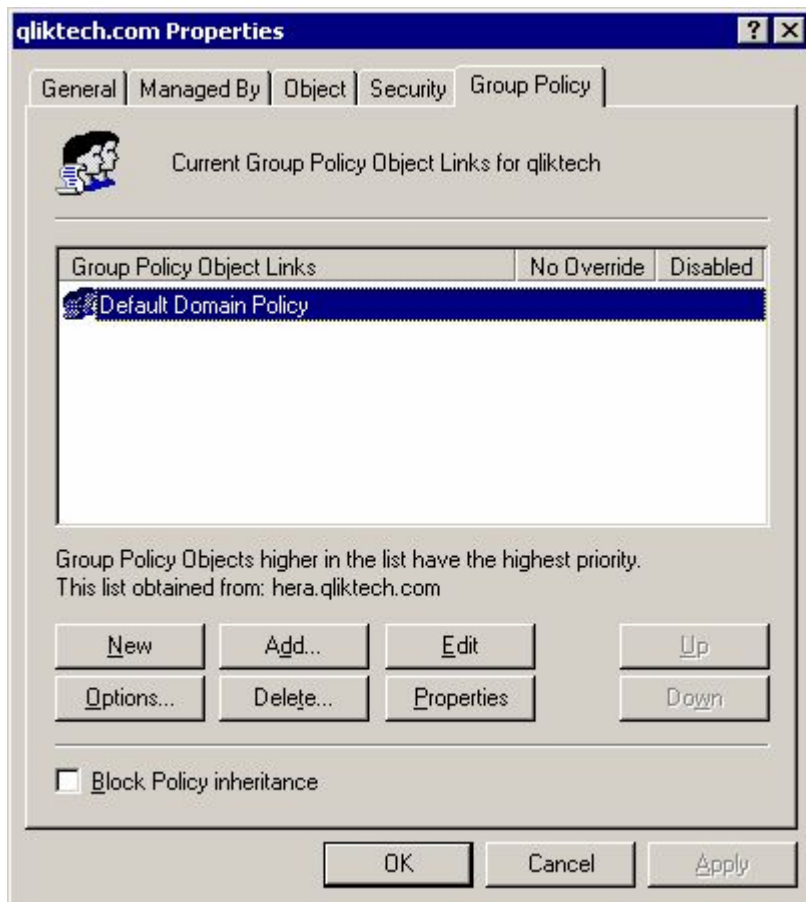 qliktech.com Properties
General Managed By Object Security Group Policy
Current Group Policy Object Links for qliktech
Group Policy Object Links No Override Disabled
Default Domain Policy
Group Policy Objects higher in the list have the highest priority.
This list obtained from: hera.qliktech.com
New Add... Edit Up
Options... Delete... Properties Down
Block Policy inheritance
OK Cancel Apply